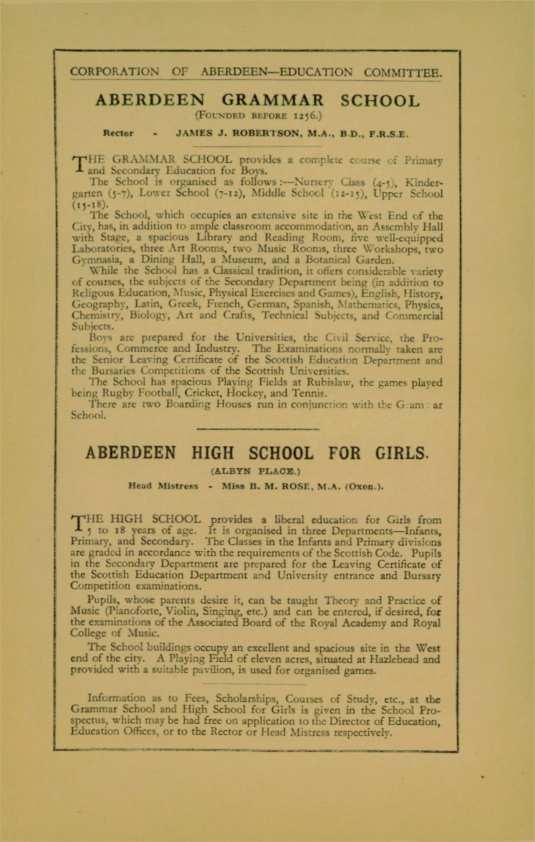 CORPORATION OF ABERDEEN—EDUCATION COMMITTEE.
ABERDEEN GRAMMAR SCHOOL
(FOUNDED BEFORE 1256.)
Rector - JAMES J. ROBERTSON, M.A., B.D., F.R.S.E.
THE GRAMMAR SCHOOL provides a complete course of Primary
and Secondary Education for Boys.
The School is organised as follows:—Nursery Class (4-5), Kinder-
garten (5-7), Lower School (7-12), Middle School (12-15), Upper School
(15-18).
The School, which occupies an extensive site in the West End of the
City, has, in addition to ample classroom accommodation, an Assembly Hall
with Stage, a spacious Library and Reading Room, five well-equipped
Laboratories, three Art Rooms, two Music Rooms, three Workshops, two
Gymnasia, a Dining Hall, a Museum, and a Botanical Garden.
While the School has a Classical tradition, it offers considerable variety
of courses, the subjects of the Secondary Department being (in addition to
Religous Education, Music, Physical Exercises and Games), English, History,
Geography, Latin, Greek, French, German, Spanish, Mathematics, Physics,
Chemistry, Biology, Art and Crafts, Technical Subjects, and Commercial
Subjects.
Boys are prepared for the Universities, the Civil Service, the Pro-
fessions, Commerce and Industry. The Examinations normally taken are
the Senior Leaving Certificate of the Scottish Education Department and
the Bursaries Competitions of the Scottish Universities.
The School has spacious Playing Fields at Rubislaw, the games played
being Rugby Football, Cricket, Hockey, and Tennis.
There are two Boarding Houses run in conjunction with the Gram ar
School.
ABERDEEN HIGH SCHOOL FOR GIRLS.
(ALBYN PLACE.)
Head Mistress - Miss B. M. ROSE, M.A. (Oxon.).
THE HIGH SCHOOL provides a liberal education for Girls from
5 to 18 years of age. It is organised in three Departments—Infants,
Primary, and Secondary. The Classes in the Infants and Primary divisions
are graded in accordance with the requirements of the Scottish Code. Pupils
in the Secondary Department are prepared for the Leaving Certificate of
the Scottish Education Department and University entrance and Bursary
Competition examinations.
Pupils, whose parents desire it, can be taught Theory and Practice of
Music (Pianoforte, Violin, Singing, etc.) and can be entered, if desired, for
the examinations of the Associated Board of the Royal Academy and Royal
College of Music.
The School buildings occupy an excellent and spacious site in the West
end of the city. A Playing Field of eleven acres, situated at Hazlehead and
provided with a suitable pavilion, is used for organised games.
Information as to Fees, Scholarships, Courses of Study, etc., at the
Grammar School and High School for Girls is given in the School Pro-
spectus, which may be had free on application to the Director of Education,
Education Offices, or to the Rector or Head Mistress respectively.